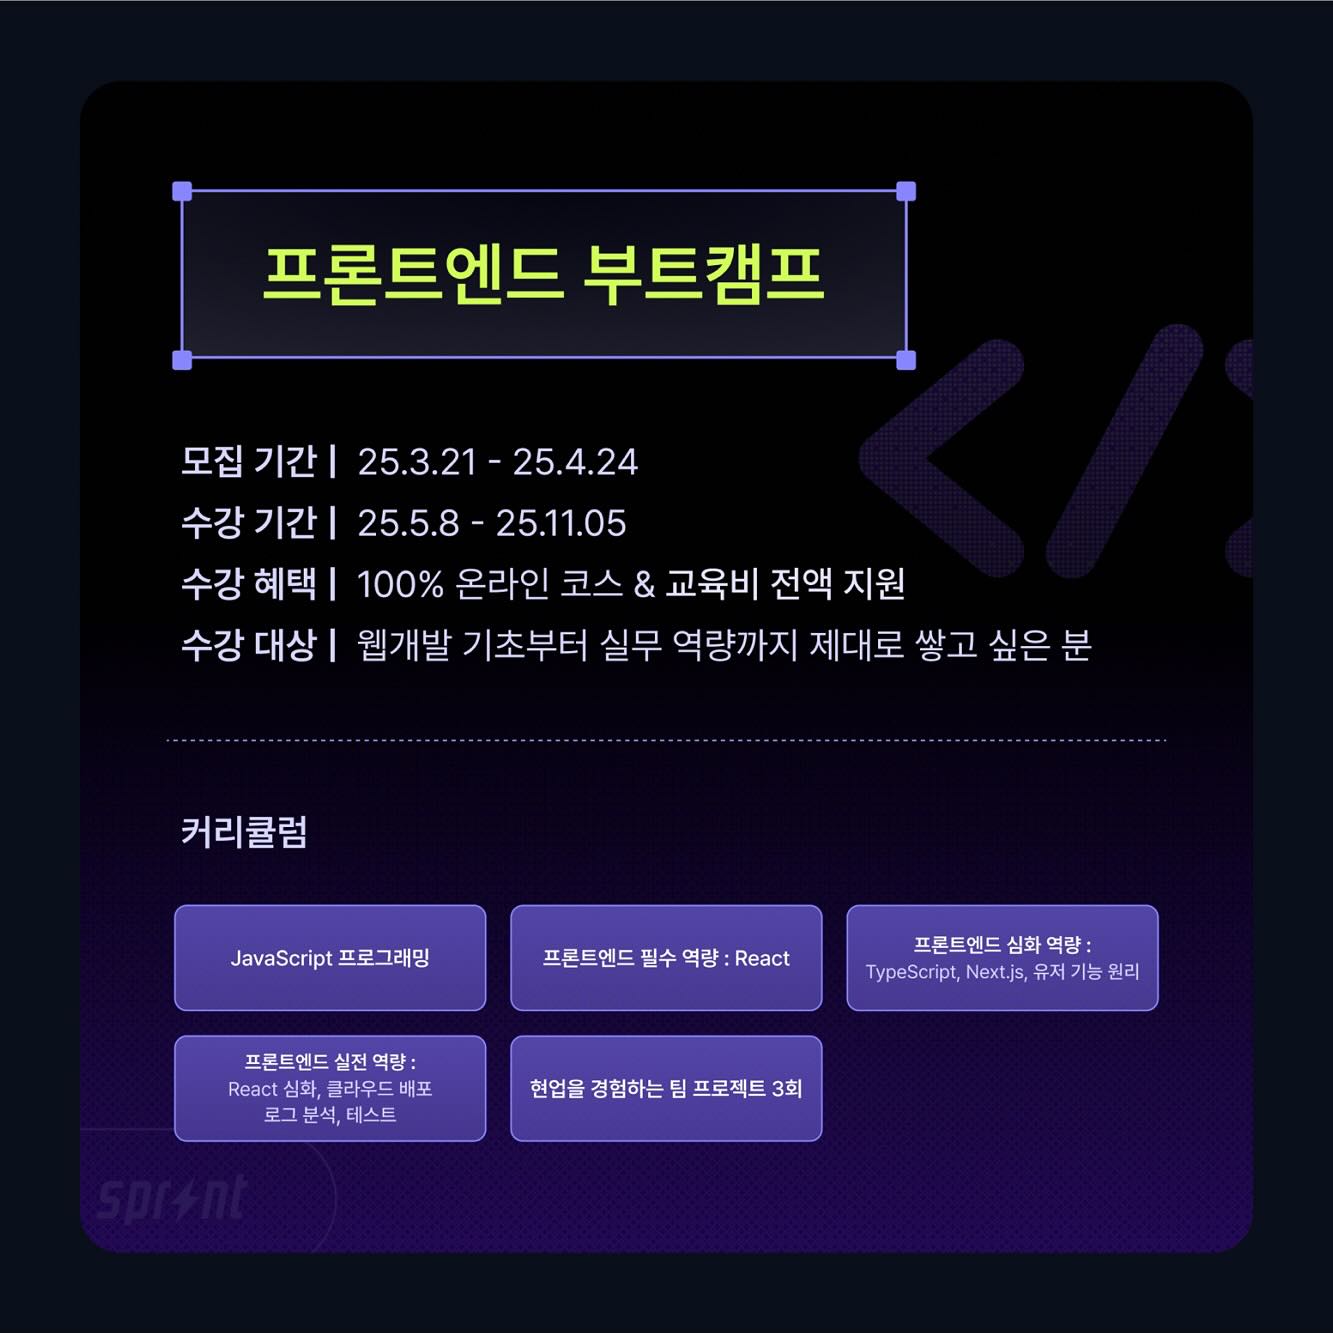 프론트엔드 부트캠프
모집 기간 | 25.3.21 - 25.4.24
수강 기간 | 25.5.8 - 25.11.05
수강 혜택 | 100% 온라인 코스 & 교육비 전액 지원
수강 대상 | 웹개발 기초부터 실무 역량까지 제대로 쌓고 싶은 분
커리큘럼
JavaScript 프로그래밍
프론트엔드 필수 역량 : React
프론트엔드 심화 역량 :
TypeScript, Next.js, 유저 기능 원리
프론트엔드 실전 역량 :
React 심화, 클라우드 배포
로그 분석, 테스트
현업을 경험하는 팀 프로젝트 3회
sprint